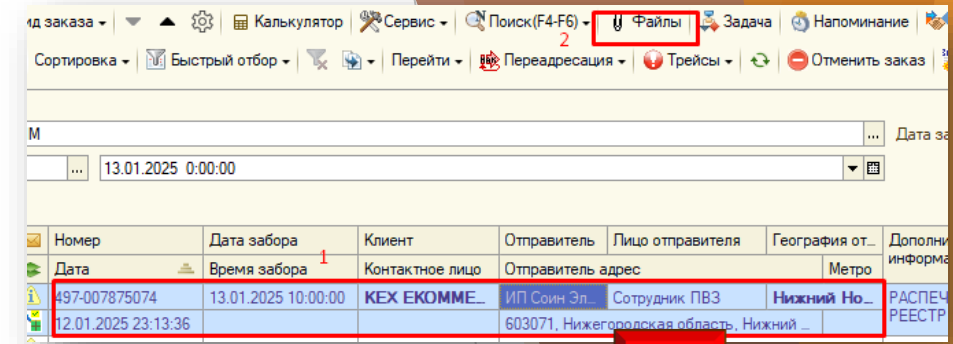 ид заказа Калькулятор Сервис Поиск(F4-F6) Файлы Задача Напоминание
2
Сортировка Быстрый отбор Перейти Переадресация Трейсы Отменить заказ
М ... Дата за
... 13.01.2025 0:00:00
Номер Дата забора Клиент Отправитель Лицо отправителя География от... Дополни
1
информа
Дата Время забора Контактное лицо Отправитель адрес Метро
497-007875074 13.01.2025 10:00:00 KEX EKOMME... ИП Соин Эл... Сотрудник ПВЗ Нижний Но... РАСПЕЧ
РЕЕСТР
12.01.2025 23:13:36 603071, Нижегородская область, Нижний ...